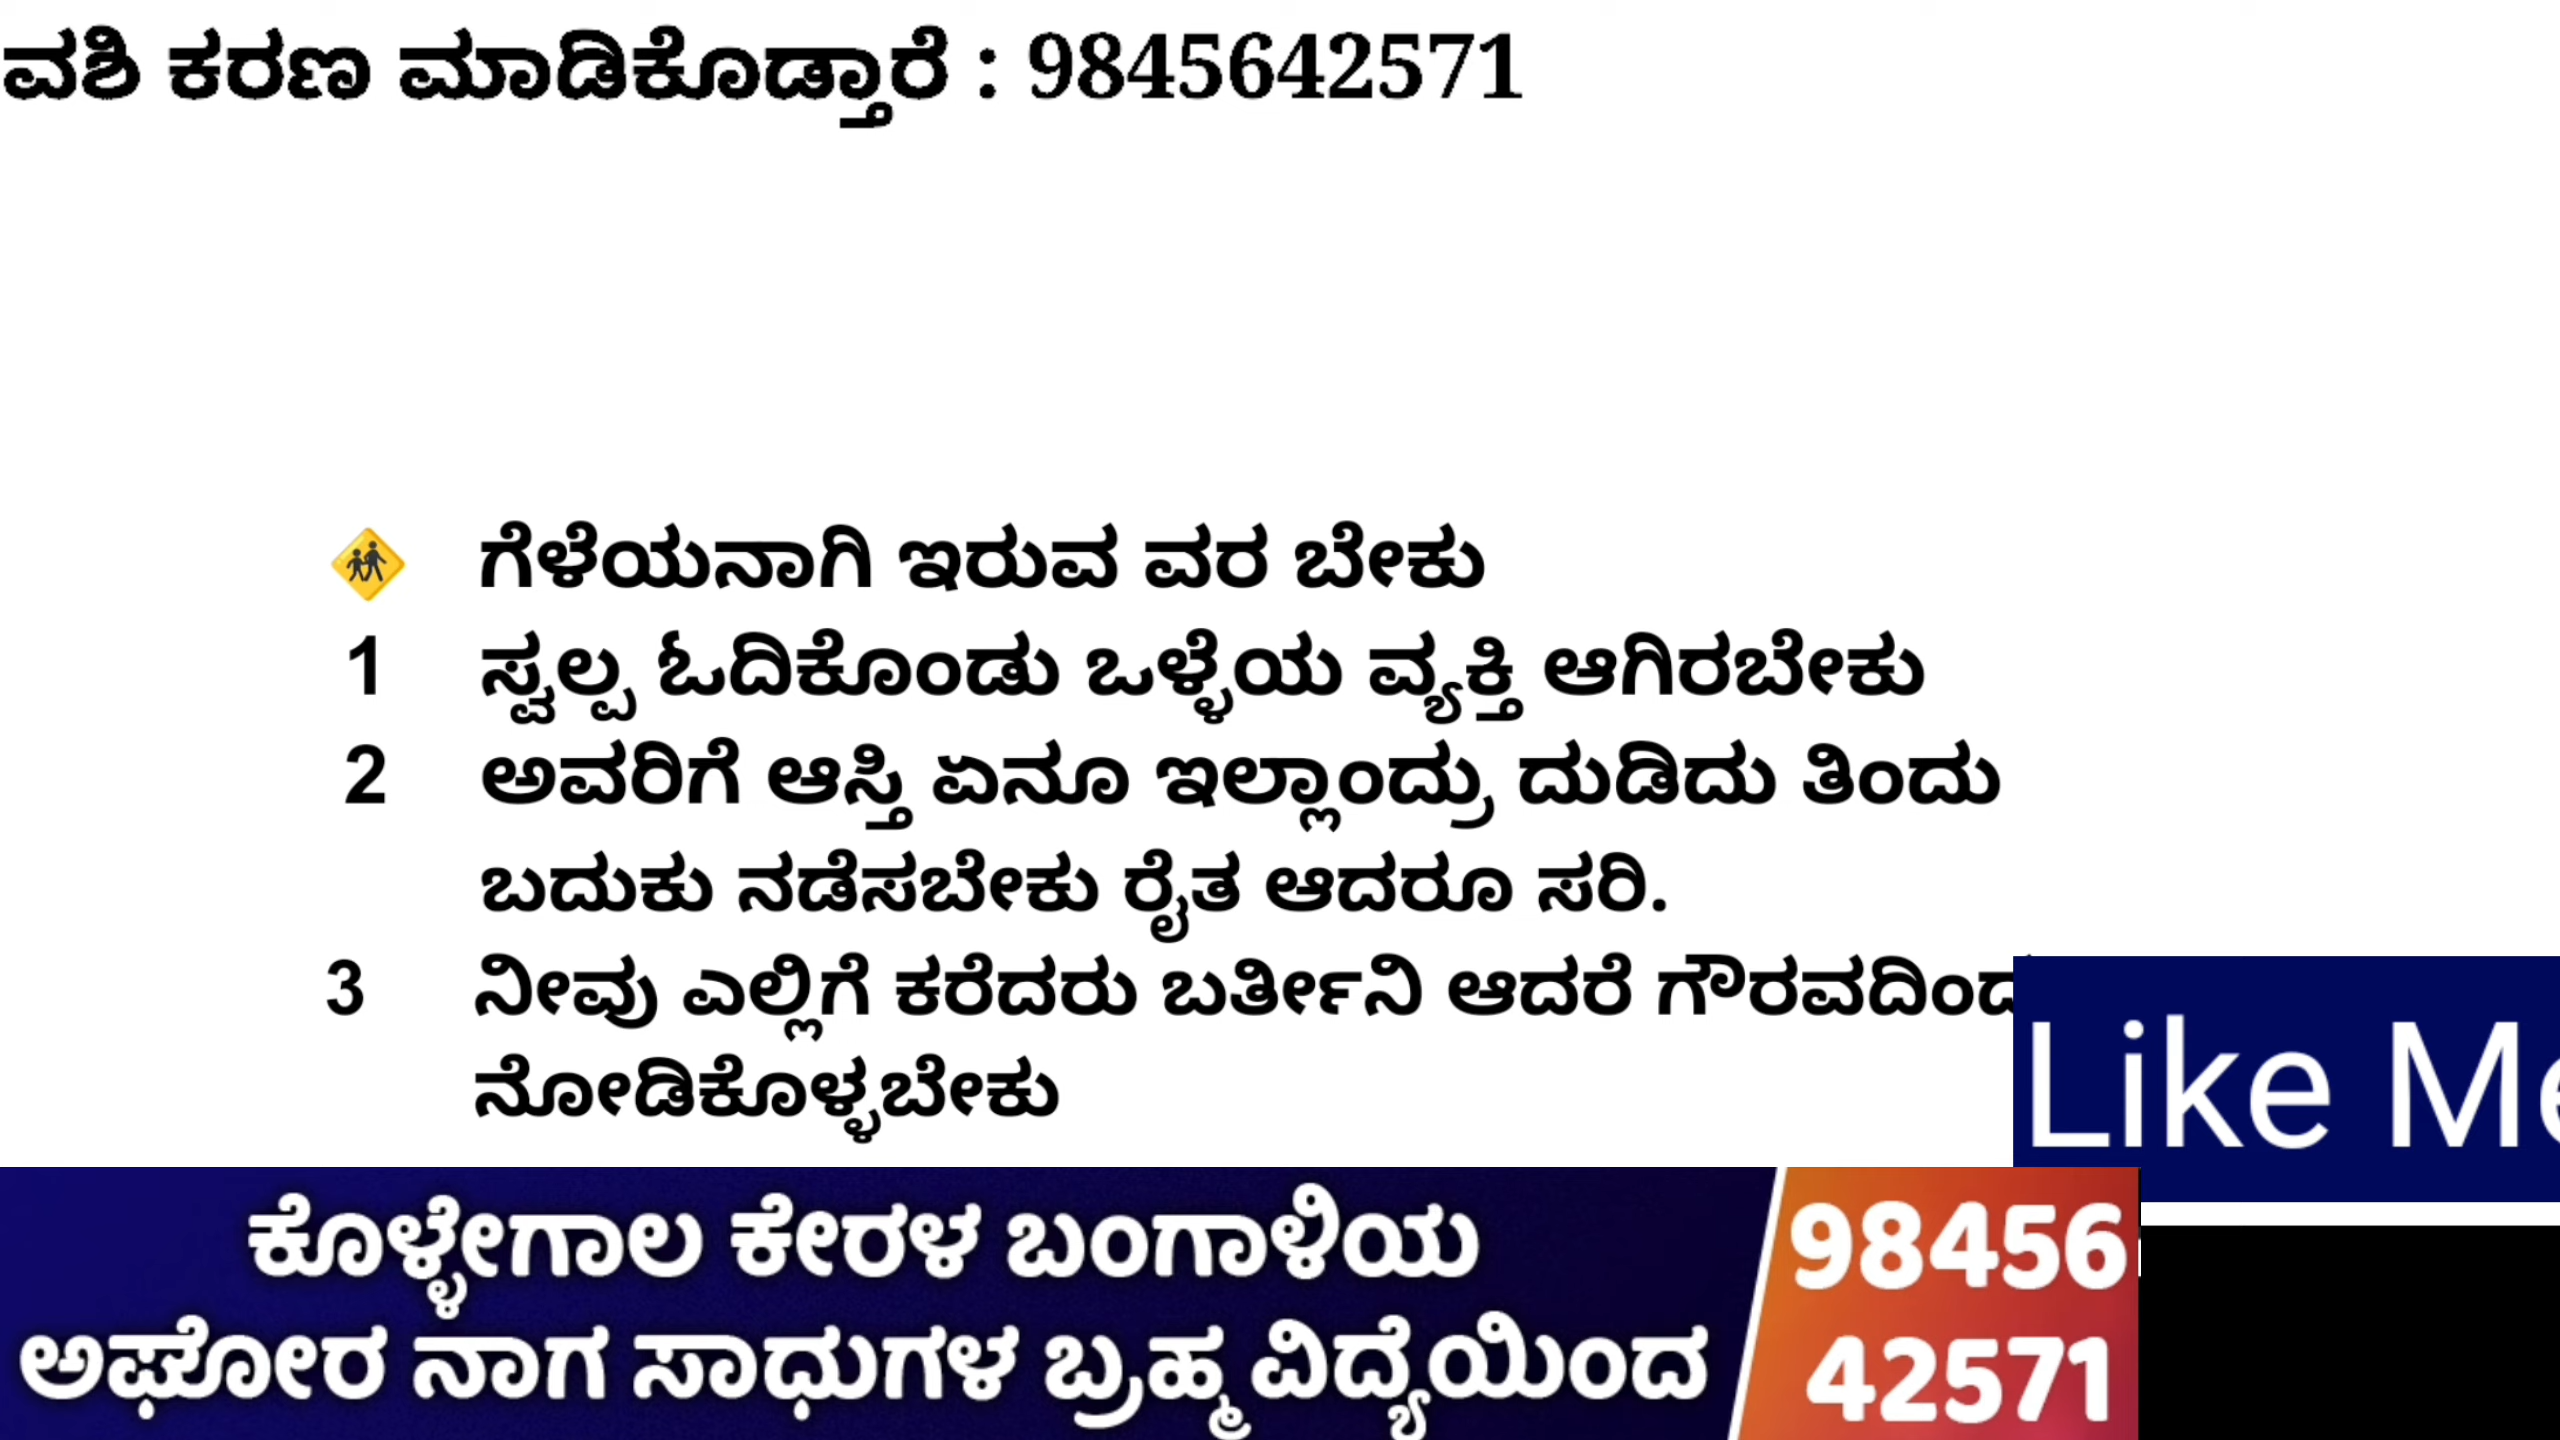 ವಶಿ ಕರಣ ಮಾಡಿಕೊಡ್ತಾರೆ : 9845642571
ಗೆಳೆಯನಾಗಿ ಇರುವ ವರ ಬೇಕು
1 ಸ್ವಲ್ಪ ಓದಿಕೊಂಡು ಒಳ್ಳೆಯ ವ್ಯಕ್ತಿ ಆಗಿರಬೇಕು
2 ಅವರಿಗೆ ಆಸ್ತಿ ಏನೂ ಇಲ್ಲಾಂದ್ರು ದುಡಿದು ತಿಂದು
ಬದುಕು ನಡೆಸಬೇಕು ರೈತ ಆದರೂ ಸರಿ.
3 ನೀವು ಎಲ್ಲಿಗೆ ಕರೆದರು ಬರ್ತೀನಿ ಆದರೆ ಗೌರವದಿಂದ
ನೋಡಿಕೊಳ್ಳಬೇಕು
Like Me
ಕೊಳ್ಳೇಗಾಲ ಕೇರಳ ಬಂಗಾಳಿಯ
ಅಘೋರ ನಾಗ ಸಾಧುಗಳ ಬ್ರಹ್ಮವಿದ್ಯೆಯಿಂದ
98456
42571